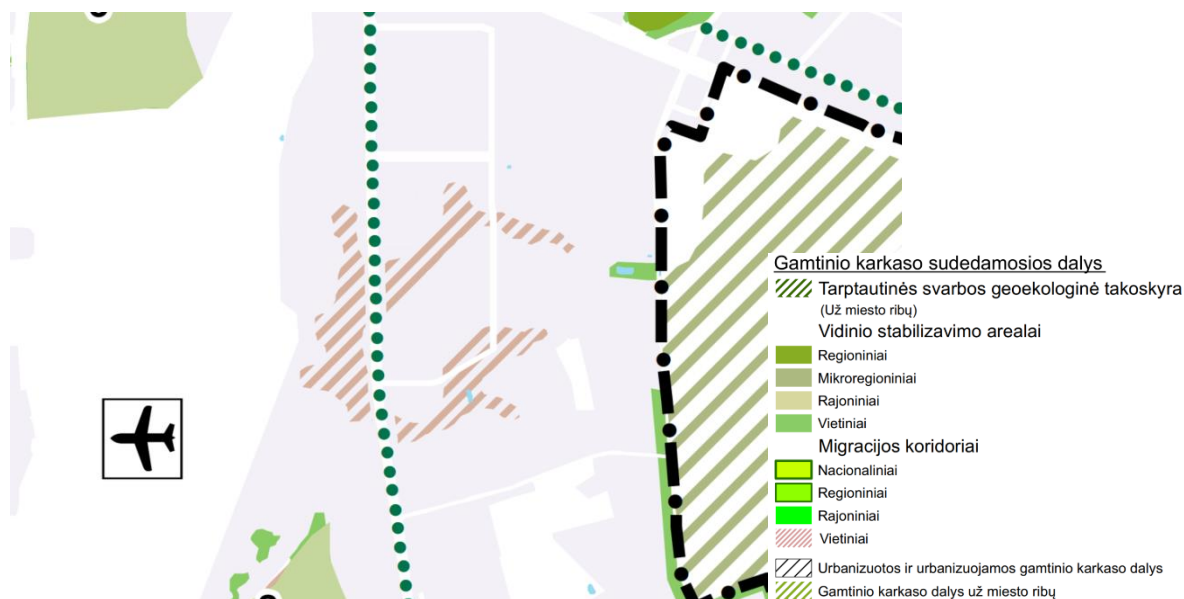 Gamtinio karkaso sudedamosios dalys
Tarptautinės svarbos geoekologinė takoskyra
(Už miesto ribų)
Vidinio stabilizavimo arealai
Regioniniai
Mikroregioniniai
Rajoniniai
Vietiniai
Migracijos koridoriai
Nacionaliniai
Regioniniai
Rajoniniai
Vietiniai
Urbanizuotos ir urbanizuojamos gamtinio karkaso dalys
Gamtinio karkaso dalys už miesto ribų